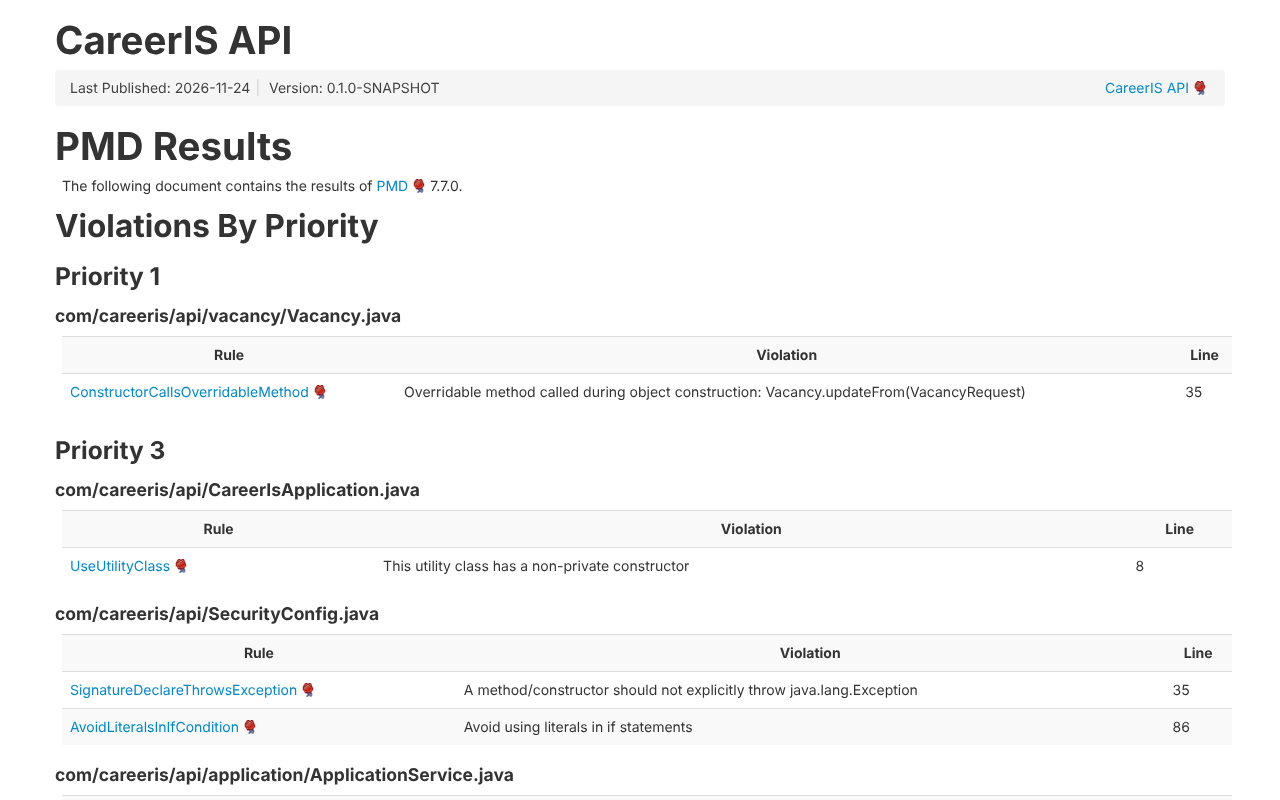 CareerIS API
Last Published: 2026-11-24 Version: 0.1.0-SNAPSHOT CareerIS API
PMD Results
The following document contains the results of PMD 7.7.0.
Violations By Priority
Priority 1
com/careeris/api/vacancy/Vacancy.java
Rule Violation Line
ConstructorCallsOverridableMethod Overridable method called during object construction: Vacancy.updateFrom(VacancyRequest) 35
Priority 3
com/careeris/api/CareerIsApplication.java
Rule Violation Line
UseUtilityClass This utility class has a non-private constructor 8
com/careeris/api/SecurityConfig.java
Rule Violation Line
SignatureDeclareThrowsException A method/constructor should not explicitly throw java.lang.Exception 35
AvoidLiteralsInIfCondition Avoid using literals in if statements 86
com/careeris/api/application/ApplicationService.java